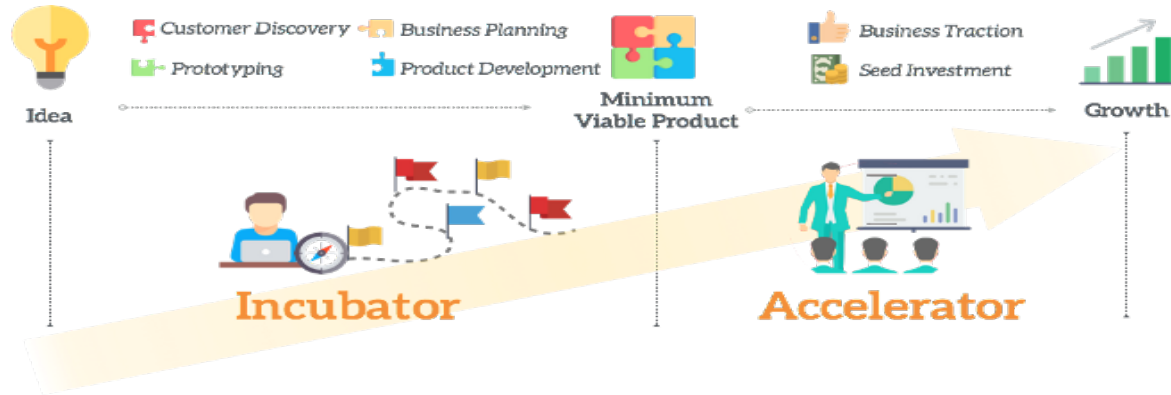 Customer Discovery
Business Planning
Prototyping
Product Development
Idea
Minimum
Viable Product
Business Traction
Seed Investment
Growth
Incubator
Accelerator